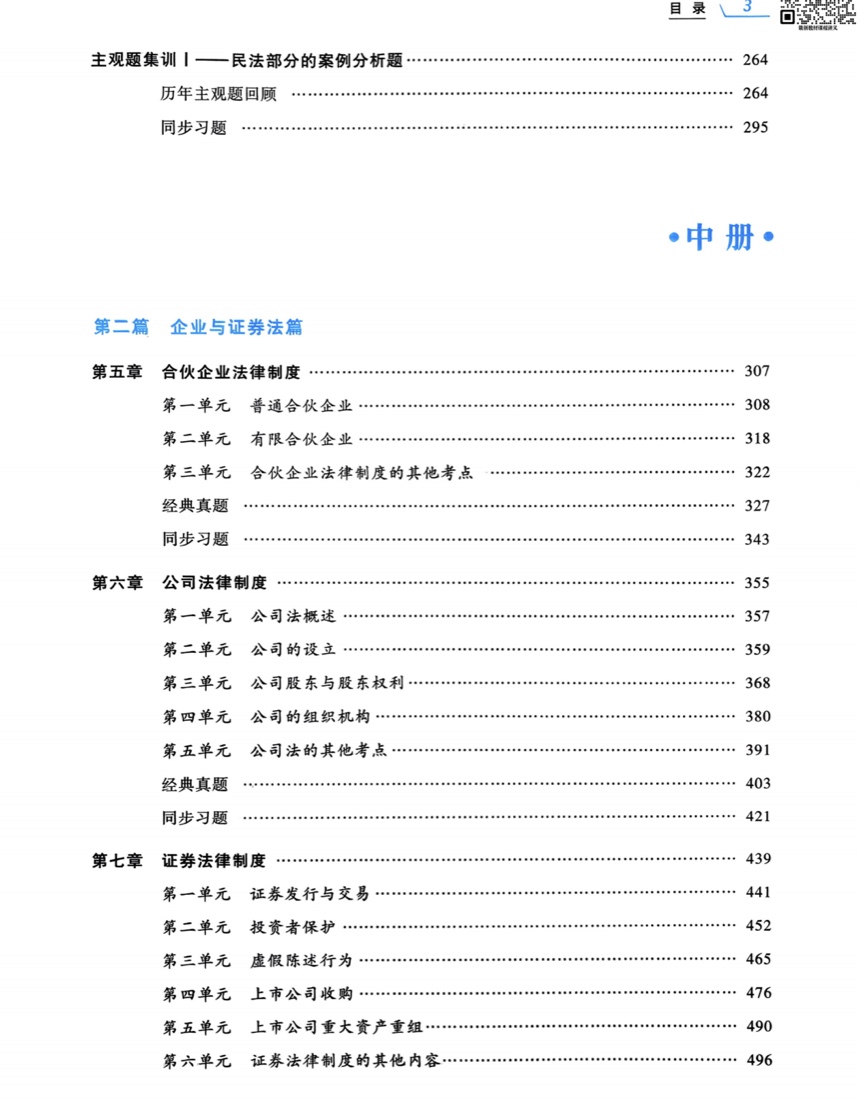 目 录 3
主观题集训Ⅰ——民法部分的案例分析题 …… 264
历年主观题回顾 …… 264
同步习题 …… 295
•中 册•
第二篇 企业与证券法篇
第五章 合伙企业法律制度 …… 307
第一单元 普通合伙企业 …… 308
第二单元 有限合伙企业 …… 318
第三单元 合伙企业法律制度的其他考点 …… 322
经典真题 …… 327
同步习题 …… 343
第六章 公司法律制度 …… 355
第一单元 公司法概述 …… 357
第二单元 公司的设立 …… 359
第三单元 公司股东与股东权利 …… 368
第四单元 公司的组织机构 …… 380
第五单元 公司法的其他考点 …… 391
经典真题 …… 403
同步习题 …… 421
第七章 证券法律制度 …… 439
第一单元 证券发行与交易 …… 441
第二单元 投资者保护 …… 452
第三单元 虚假陈述行为 …… 465
第四单元 上市公司收购 …… 476
第五单元 上市公司重大资产重组 …… 490
第六单元 证券法律制度的其他内容 …… 496